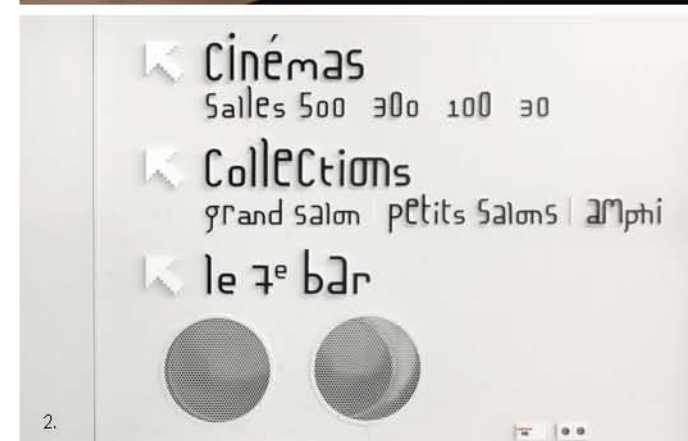 Cinémas
Salles 500 300 100 30
Collections
grand salon | petits Salons | amphi
le 7e bar
2.